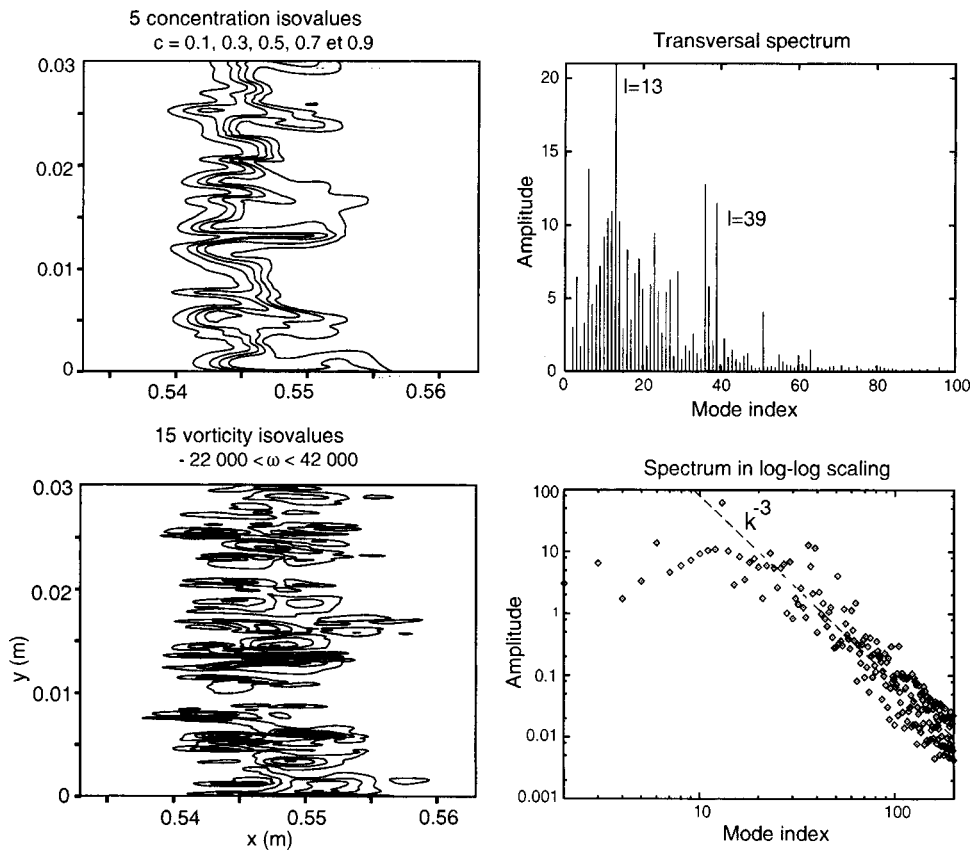 5 concentration isovalues
c = 0.1, 0.3, 0.5, 0.7 et 0.9
0.03
0.02
0.01
0
0.54
0.55
0.56
Transversal spectrum
20
15
10
5
0
l=13
l=39
Amplitude
0
20
40
60
80
100
Mode index
15 vorticity isovalues
- 22 000 < ω < 42 000
0.03
0.02
0.01
0
y (m)
0.54
0.55
0.56
x (m)
Spectrum in log-log scaling
100
10
1
0.1
0.01
0.001
k-3
Amplitude
10
100
Mode index